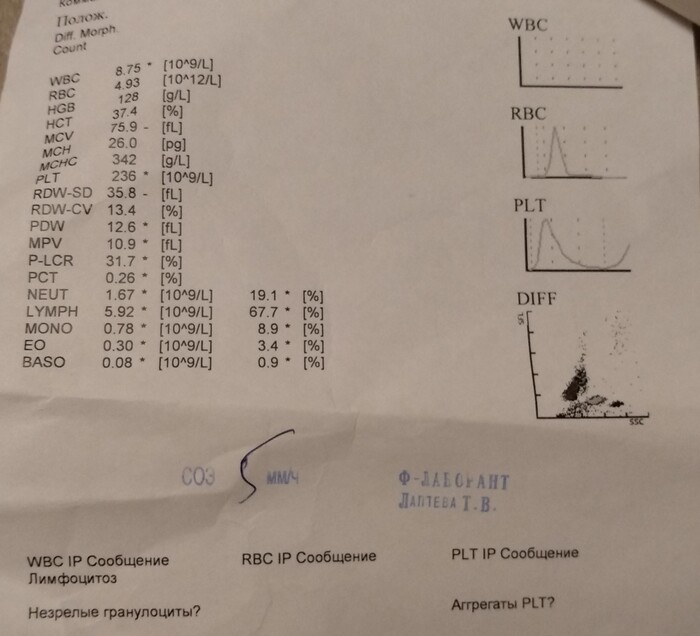 Полож.
Diff. Morph.
Count
WBC 8.75 * [10^9/L]
RBC 4.93 [10^12/L]
HGB 128 [g/L]
HCT 37.4 [%]
MCV 75.9 - [fL]
MCH 26.0 [pg]
MCHC 342 [g/L]
PLT 236 * [10^9/L]
RDW-SD 35.8 - [fL]
RDW-CV 13.4 [%]
PDW 12.6 * [fL]
MPV 10.9 * [fL]
P-LCR 31.7 * [%]
PCT 0.26 * [%]
NEUT 1.67 * [10^9/L] 19.1 * [%]
LYMPH 5.92 * [10^9/L] 67.7 * [%]
MONO 0.78 * [10^9/L] 8.9 * [%]
EO 0.30 * [10^9/L] 3.4 * [%]
BASO 0.08 * [10^9/L] 0.9 * [%]
WBC
RBC
PLT
DIFF
SSC
СОЭ 5 мм/ч
Ф-ЛАБОРАНТ
ЛАПТЕВА Т.В.
WBC IP Сообщение RBC IP Сообщение PLT IP Сообщение
Лимфоцитоз
Незрелые гранулоциты? Аггрегаты PLT?